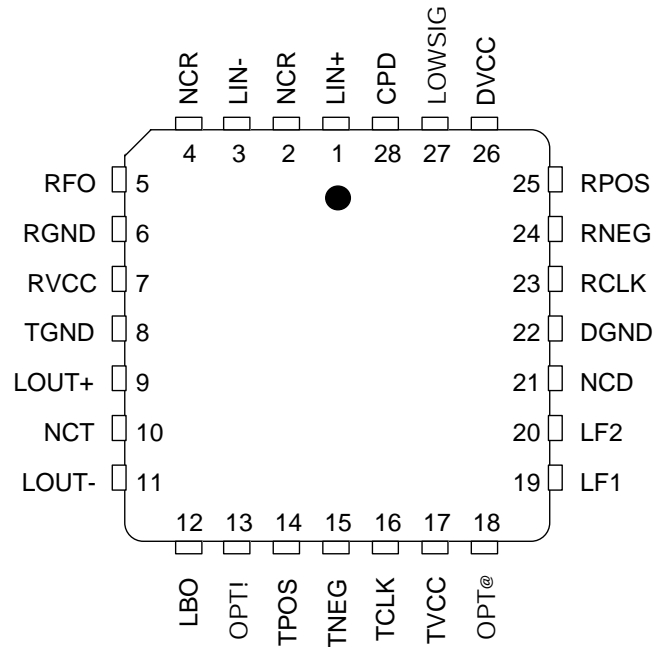 NCR
LIN-
NCR
LIN+
CPD
LOWSIG
DVCC
4
3
2
1
28
27
26
RFO 5
RGND 6
RVCC 7
TGND 8
LOUT+ 9
NCT 10
LOUT- 11
25 RPOS
24 RNEG
23 RCLK
22 DGND
21 NCD
20 LF2
19 LF1
12
13
14
15
16
17
18
LBO
OPT!
TPOS
TNEG
TCLK
TVCC
OPT@